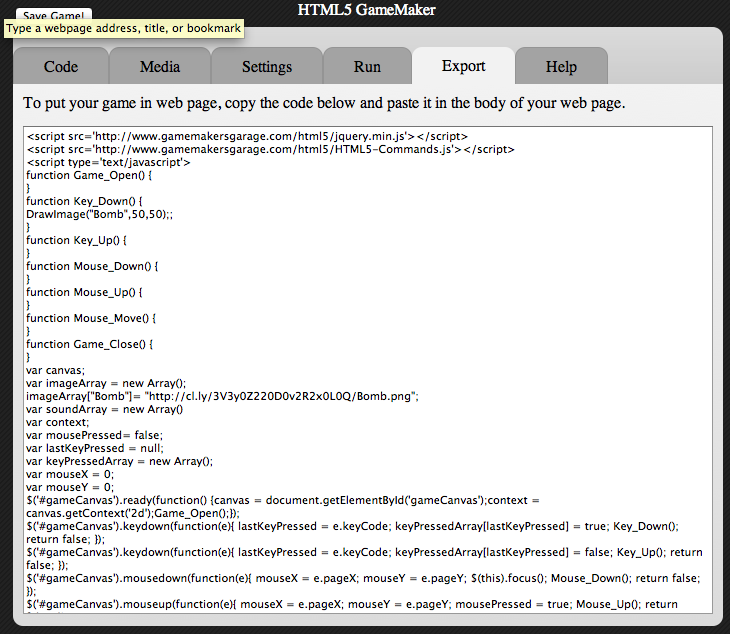 HTML5 GameMaker
Save Game!
Type a webpage address, title, or bookmark
Code Media Settings Run Export Help
To put your game in web page, copy the code below and paste it in the body of your web page.
<script src='http://www.gamemakersgarage.com/html5/jquery.min.js'></script>
<script src='http://www.gamemakersgarage.com/html5/HTML5-Commands.js'></script>
<script type='text/javascript'>
function Game_Open() {
}
function Key_Down() {
DrawImage("Bomb",50,50);;
}
function Key_Up() {
}
function Mouse_Down() {
}
function Mouse_Up() {
}
function Mouse_Move() {
}
function Game_Close() {
}
var canvas;
var imageArray = new Array();
imageArray["Bomb"]= "http://cl.ly/3V3y0Z220D0v2R2x0L0Q/Bomb.png";
var soundArray = new Array()
var context;
var mousePressed= false;
var lastKeyPressed = null;
var keyPressedArray = new Array();
var mouseX = 0;
var mouseY = 0;
$('#gameCanvas').ready(function() {canvas = document.getElementById('gameCanvas');context =
canvas.getContext('2d');Game_Open();});
$('#gameCanvas').keydown(function(e){ lastKeyPressed = e.keyCode; keyPressedArray[lastKeyPressed] = true; Key_Down();
return false; });
$('#gameCanvas').keydown(function(e){ lastKeyPressed = e.keyCode; keyPressedArray[lastKeyPressed] = false; Key_Up(); return
false; });
$('#gameCanvas').mousedown(function(e){ mouseX = e.pageX; mouseY = e.pageY; $(this).focus(); Mouse_Down(); return false;
});
$('#gameCanvas').mouseup(function(e){ mouseX = e.pageX; mouseY = e.pageY; mousePressed = true; Mouse_Up(); return